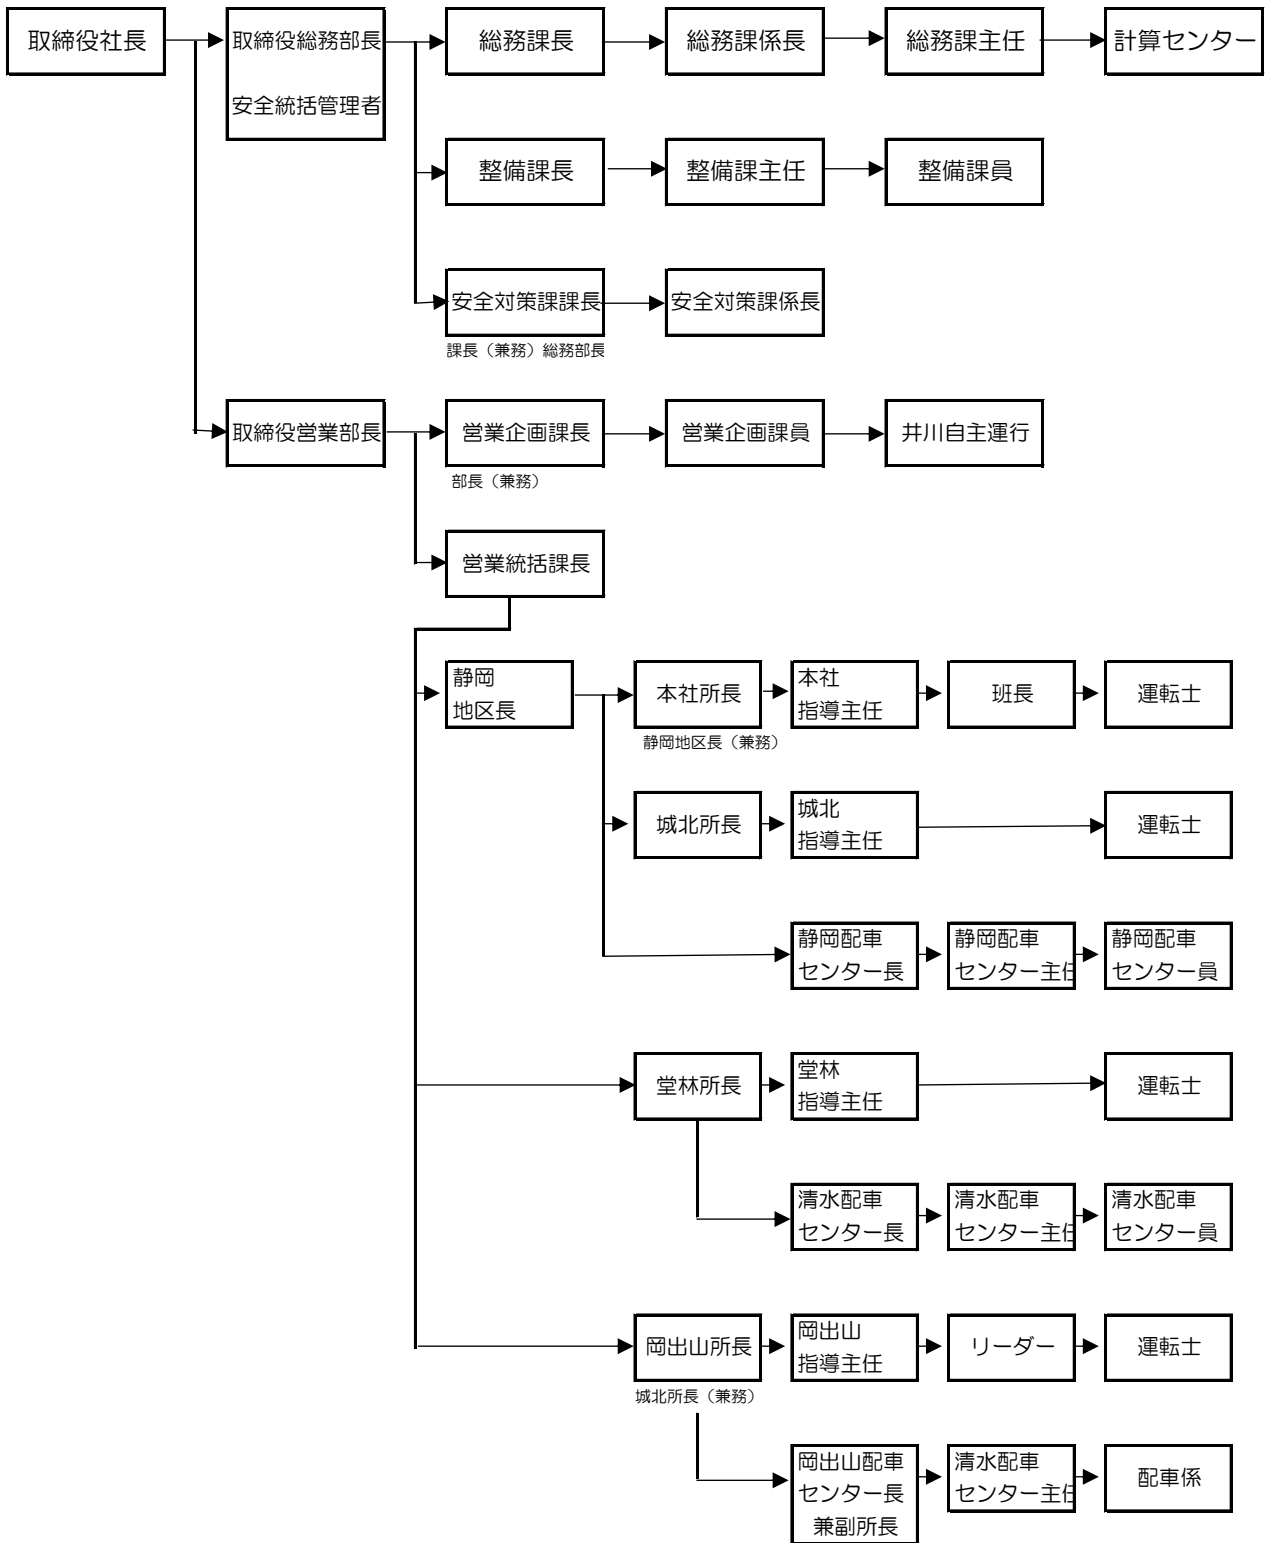 取締役社長
取締役総務部長
安全統括管理者
総務課長
総務課係長
総務課主任
計算センター
整備課長
整備課主任
整備課員
安全対策課課長
安全対策課係長
課長（兼務）総務部長
取締役営業部長
営業企画課長
営業企画課員
井川自主運行
部長（兼務）
営業統括課長
静岡
地区長
本社所長
本社
指導主任
班長
運転士
静岡地区長（兼務）
城北所長
城北
指導主任
運転士
静岡配車
センター長
静岡配車
センター主任
静岡配車
センター員
堂林所長
堂林
指導主任
運転士
清水配車
センター長
清水配車
センター主任
清水配車
センター員
岡出山所長
岡出山
指導主任
リーダー
運転士
城北所長（兼務）
岡出山配車
センター長
兼副所長
清水配車
センター主任
配車係